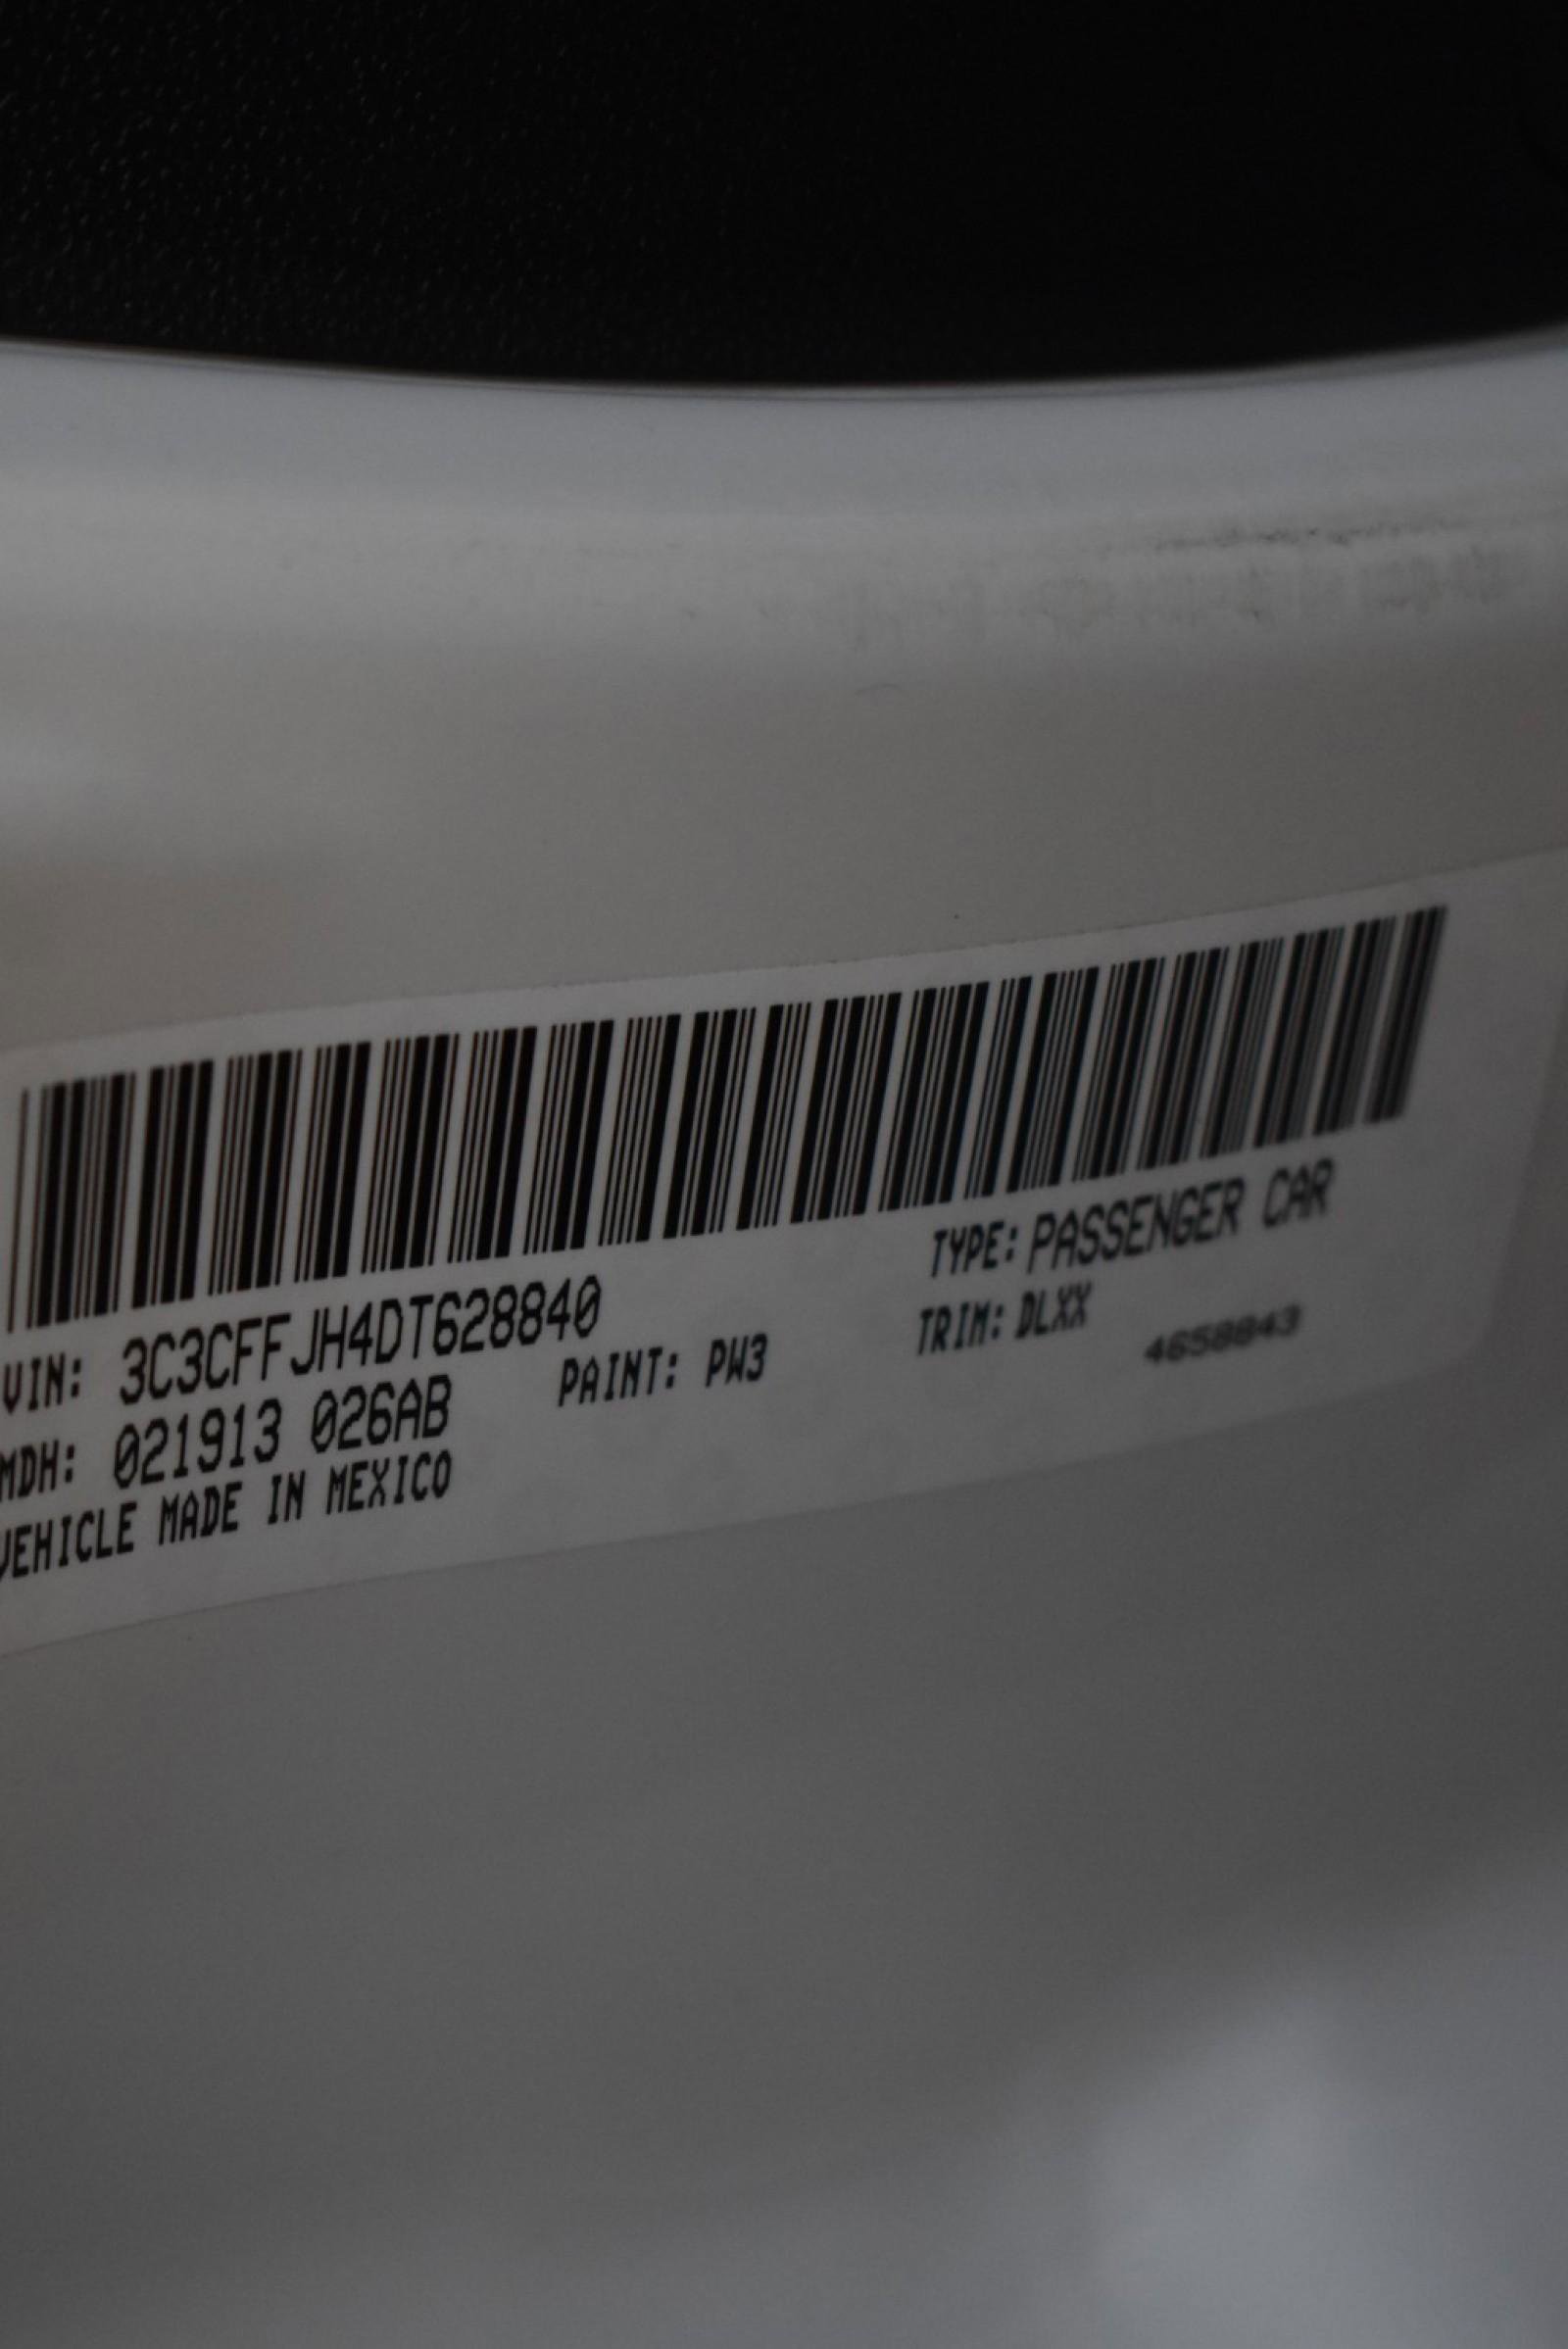 VIN: 3C3CFFJH4DT628840
TYPE: PASSENGER CAR
MDH: 021913 026AB
PAINT: PW3
TRIM: DLXX
VEHICLE MADE IN MEXICO
4658843